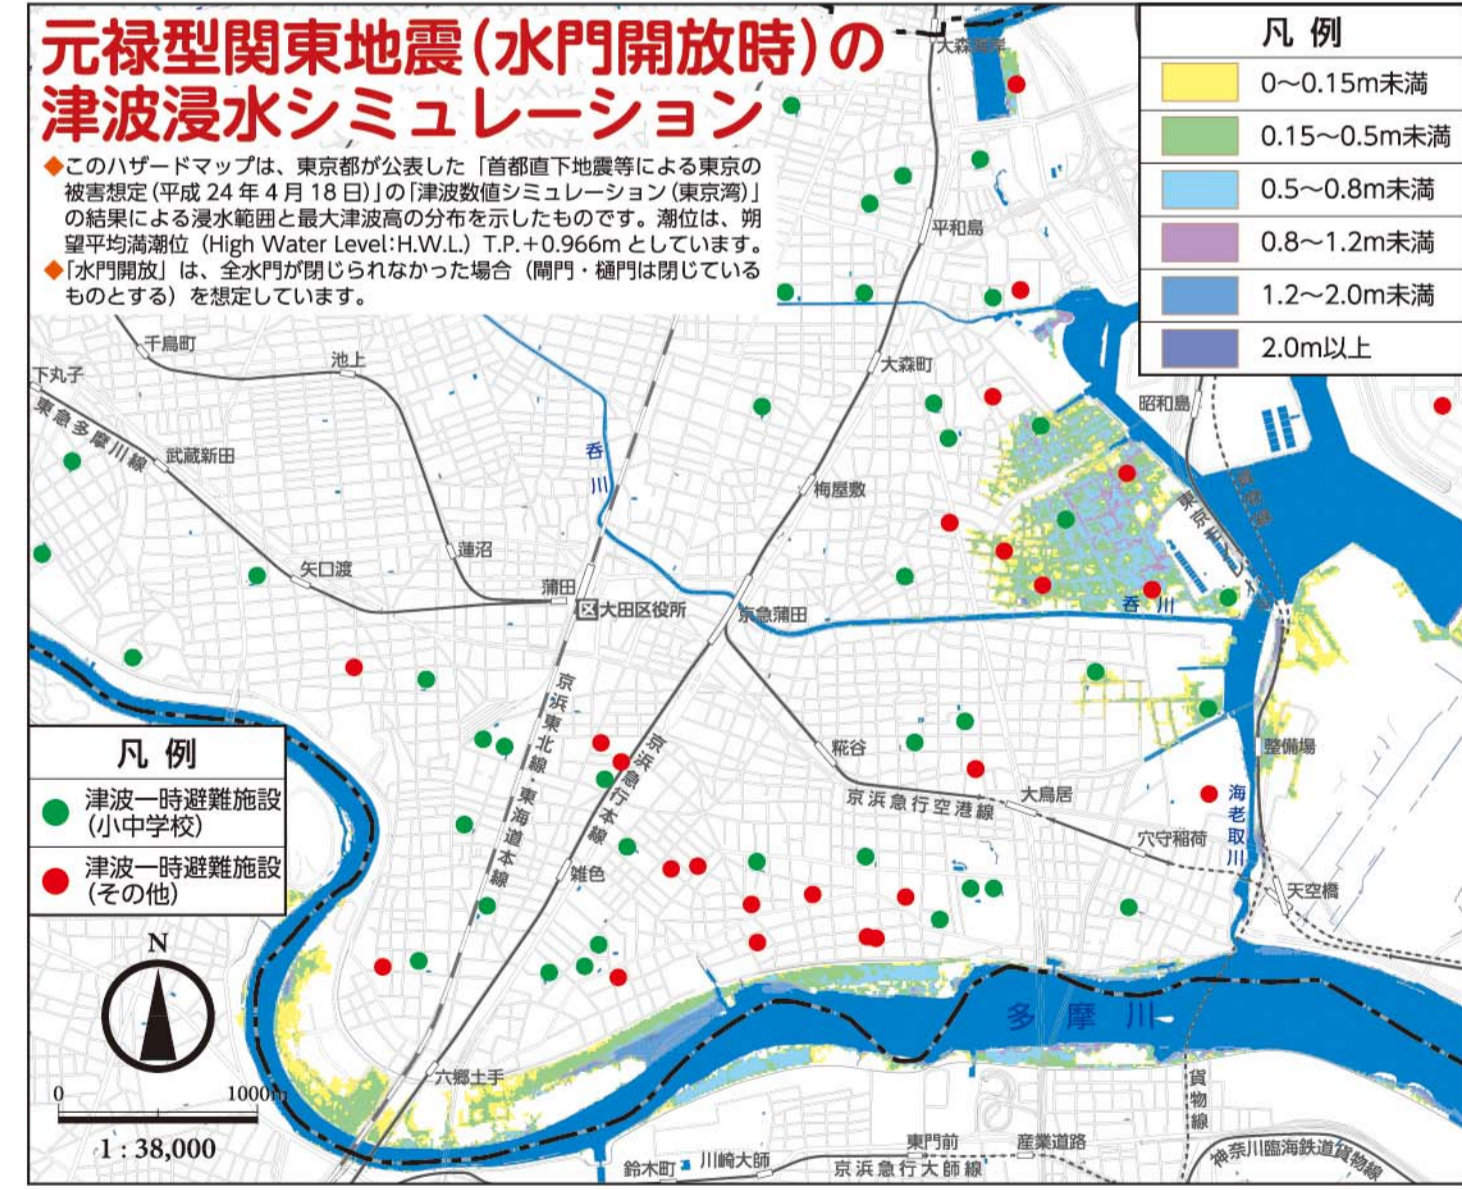 元禄型関東地震(水門開放時)の
津波浸水シミュレーション
◆このハザードマップは、東京都が公表した「首都直下地震等による東京の
被害想定(平成24年4月18日)」の「津波数値シミュレーション(東京湾)」
の結果による浸水範囲と最大津波高の分布を示したものです。潮位は、朔
望平均満潮位(High Water Level:H.W.L.)T.P.+0.966mとしています。
◆「水門開放」は、全水門が閉じられなかった場合(閘門・樋門は閉じている
ものとする)を想定しています。
凡例
0〜0.15m未満
0.15〜0.5m未満
0.5〜0.8m未満
0.8〜1.2m未満
1.2〜2.0m未満
2.0m以上
大森海岸
平和島
大森町
昭和島
千鳥町
池上
下丸子
東急多摩川線
武蔵新田
呑川
梅屋敷
蓮沼
矢口渡
蒲田
区大田区役所
京急蒲田
呑川
京浜東北線・東海道本線
京浜急行本線
糀谷
京浜急行空港線
大鳥居
穴守稲荷
整備場
海老取川
天空橋
雑色
凡例
津波一時避難施設
(小中学校)
津波一時避難施設
(その他)
N
0 1000m
1:38,000
六郷土手
多摩川
貨物線
東門前
産業道路
鈴木町
川崎大師
京浜急行大師線
神奈川臨海鉄道貨物線